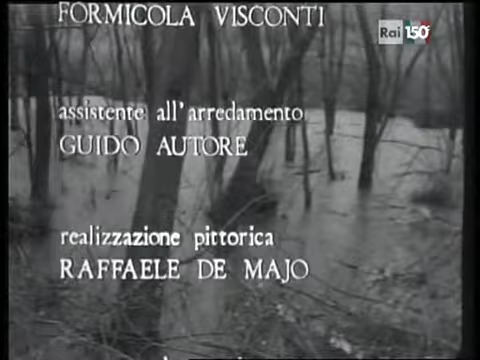 FORMICOLA VISCONTI
Rai 150°
assistente all'arredamento
GUIDO AUTORE
realizzazione pittorica
RAFFAELE DE MAJO